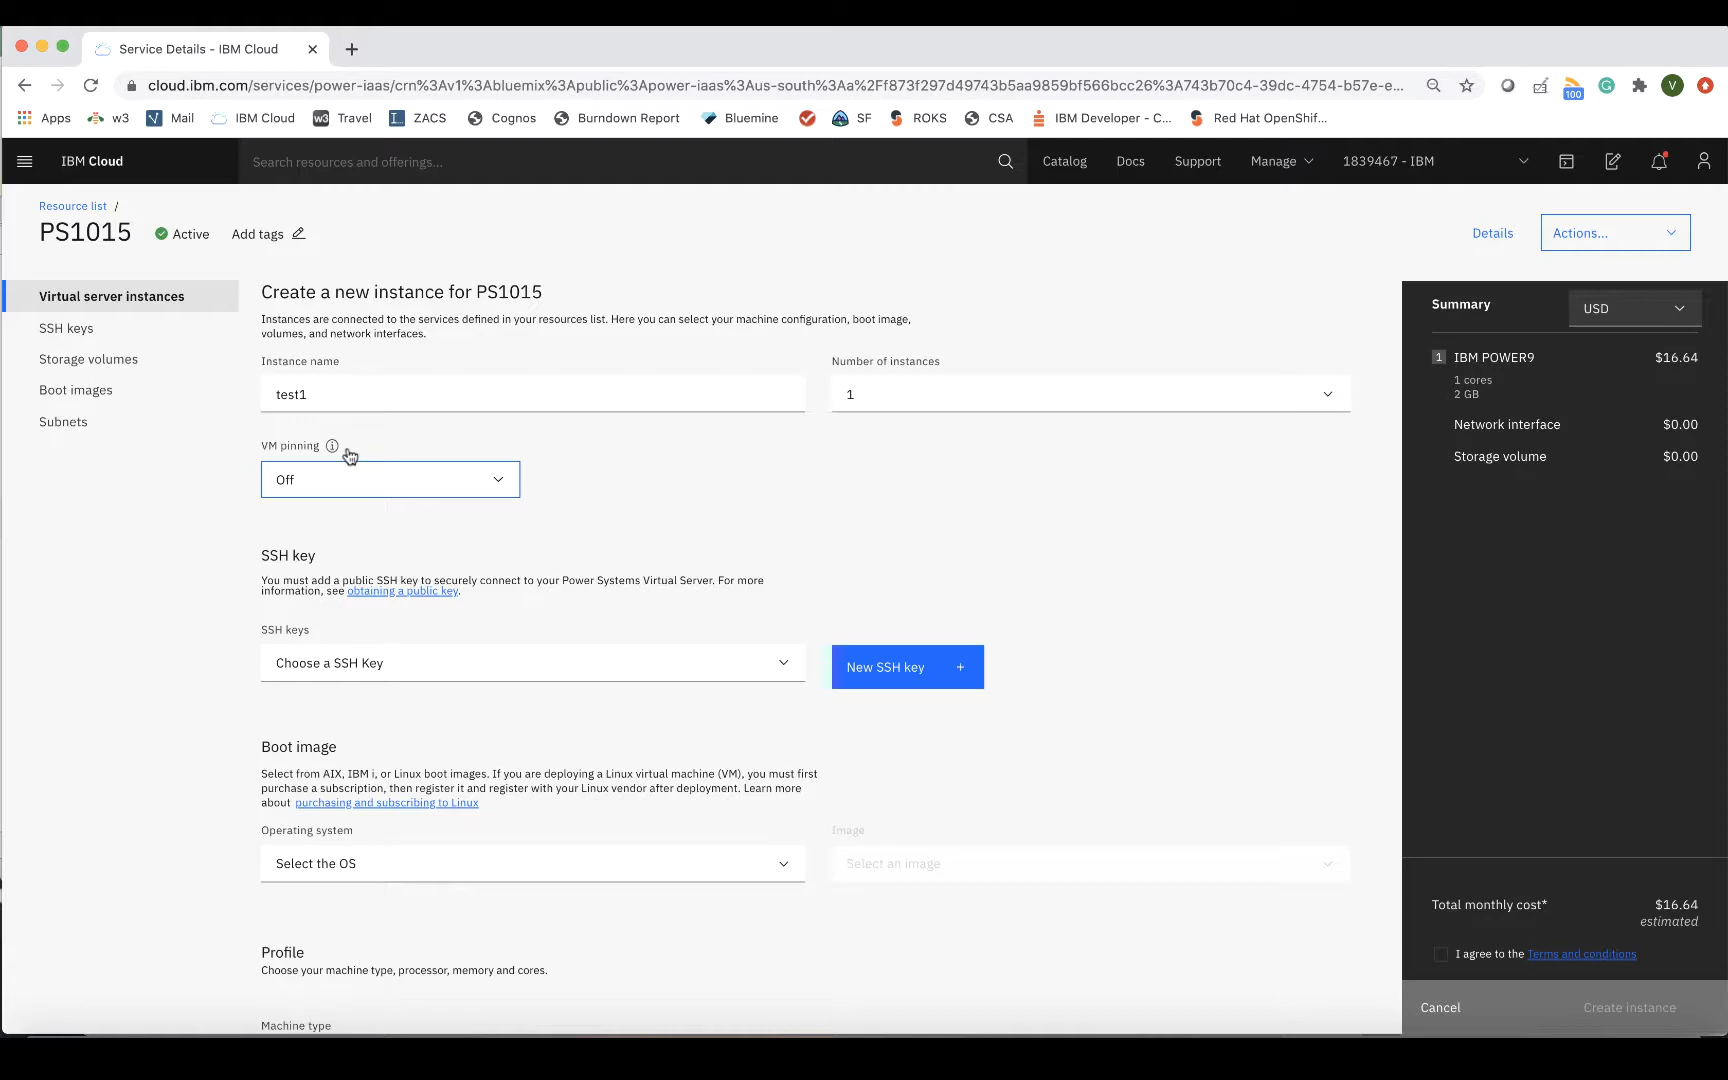 Service Details - IBM Cloud
cloud.ibm.com/services/power-iaas/crn%3Av1%3Abluemix%3Apublic%3Apower-iaas%3Aus-south%3Aa%2Ff873f297d49743b5aa9859bf566bcc26%3A743b70c4-39dc-4754-b57e-e...
100
V
Apps w3 Mail IBM Cloud w3 Travel ZACS Cognos Burndown Report Bluemine SF ROKS CSA IBM Developer - C... Red Hat OpenShif...
IBM Cloud
Search resources and offerings...
Catalog Docs Support Manage 1839467 - IBM
Resource list /
PS1015 Active Add tags
Details Actions...
Virtual server instances
SSH keys
Storage volumes
Boot images
Subnets
Create a new instance for PS1015
Instances are connected to the services defined in your resources list. Here you can select your machine configuration, boot image,
volumes, and network interfaces.
Instance name Number of instances
test1 1
VM pinning
Off
SSH key
You must add a public SSH key to securely connect to your Power Systems Virtual Server. For more
information, see obtaining a public key.
SSH keys
Choose a SSH Key New SSH key +
Boot image
Select from AIX, IBM i, or Linux boot images. If you are deploying a Linux virtual machine (VM), you must first
purchase a subscription, then register it and register with your Linux vendor after deployment. Learn more
about purchasing and subscribing to Linux
Operating system Image
Select the OS Select an image
Profile
Choose your machine type, processor, memory and cores.
Machine type
Summary USD
1 IBM POWER9 $16.64
1 cores
2 GB
Network interface $0.00
Storage volume $0.00
Total monthly cost* $16.64
estimated
I agree to the Terms and conditions
Cancel Create instance